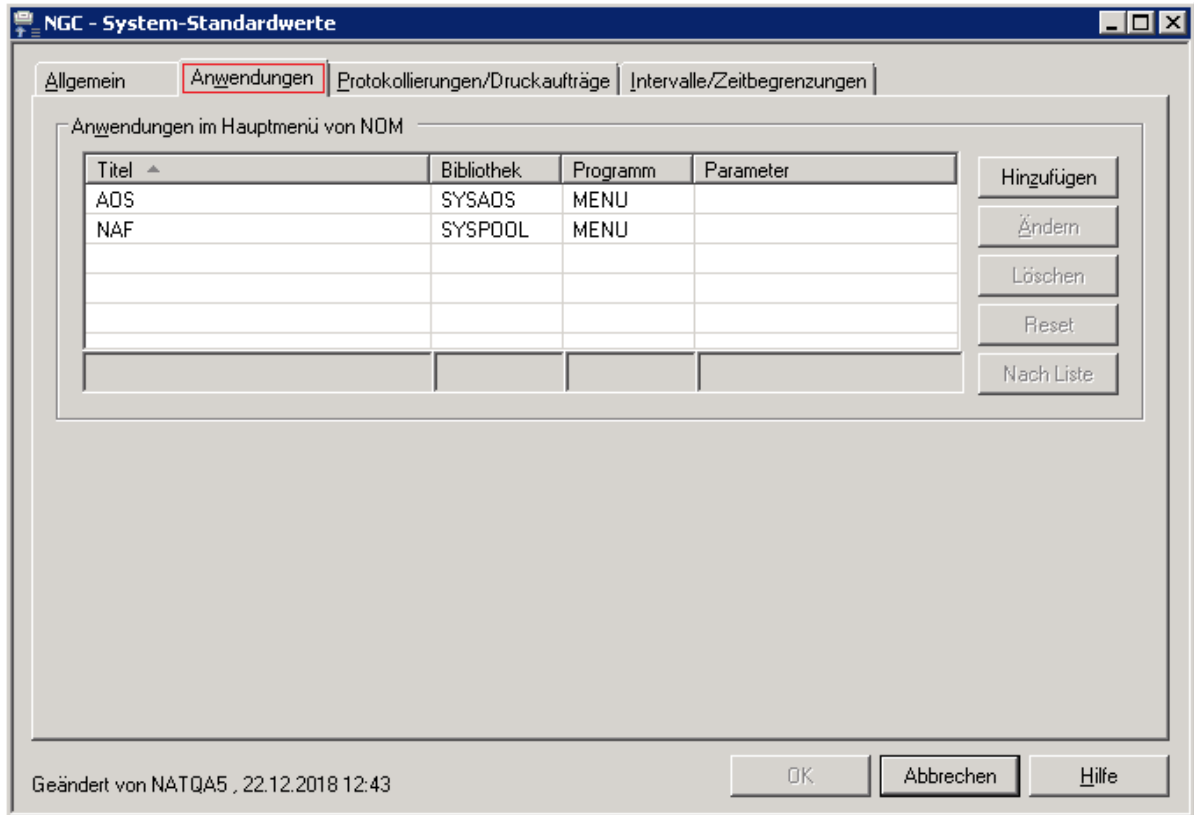 NGC - System-Standardwerte
Allgemein Anwendungen Protokollierungen/Druckaufträge Intervalle/Zeitbegrenzungen
Anwendungen im Hauptmenü von NOM
Titel Bibliothek Programm Parameter
AOS SYSAOS MENU
NAF SYSPOOL MENU
Hinzufügen
Ändern
Löschen
Reset
Nach Liste
Geändert von NATQA5 , 22.12.2018 12:43
OK Abbrechen Hilfe